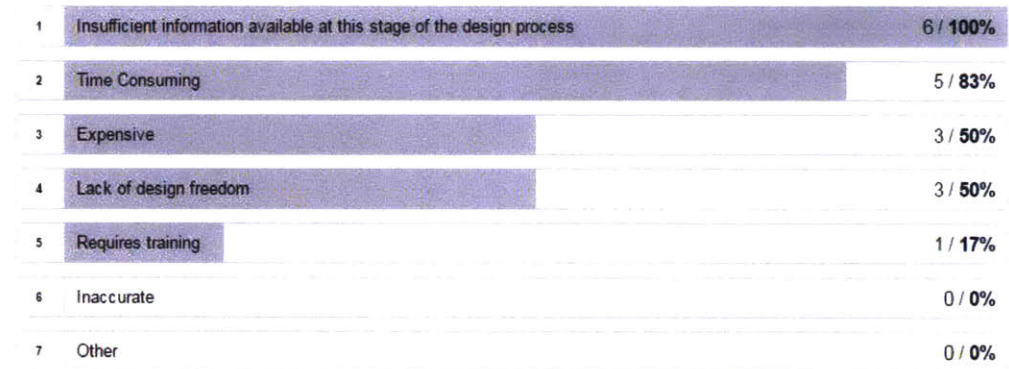 1 Insufficient information available at this stage of the design process 6 / 100%
2 Time Consuming 5 / 83%
3 Expensive 3 / 50%
4 Lack of design freedom 3 / 50%
5 Requires training 1 / 17%
6 Inaccurate 0 / 0%
7 Other 0 / 0%